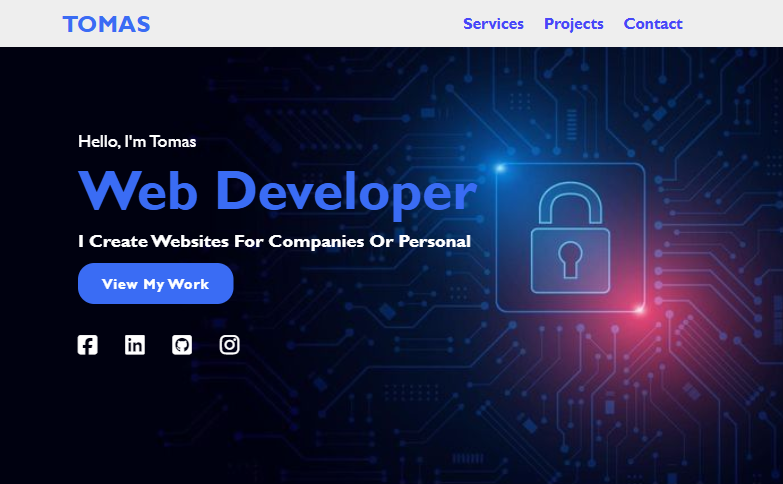 TOMAS
Services Projects Contact
Hello, I'm Tomas
Web Developer
I Create Websites For Companies Or Personal
View My Work